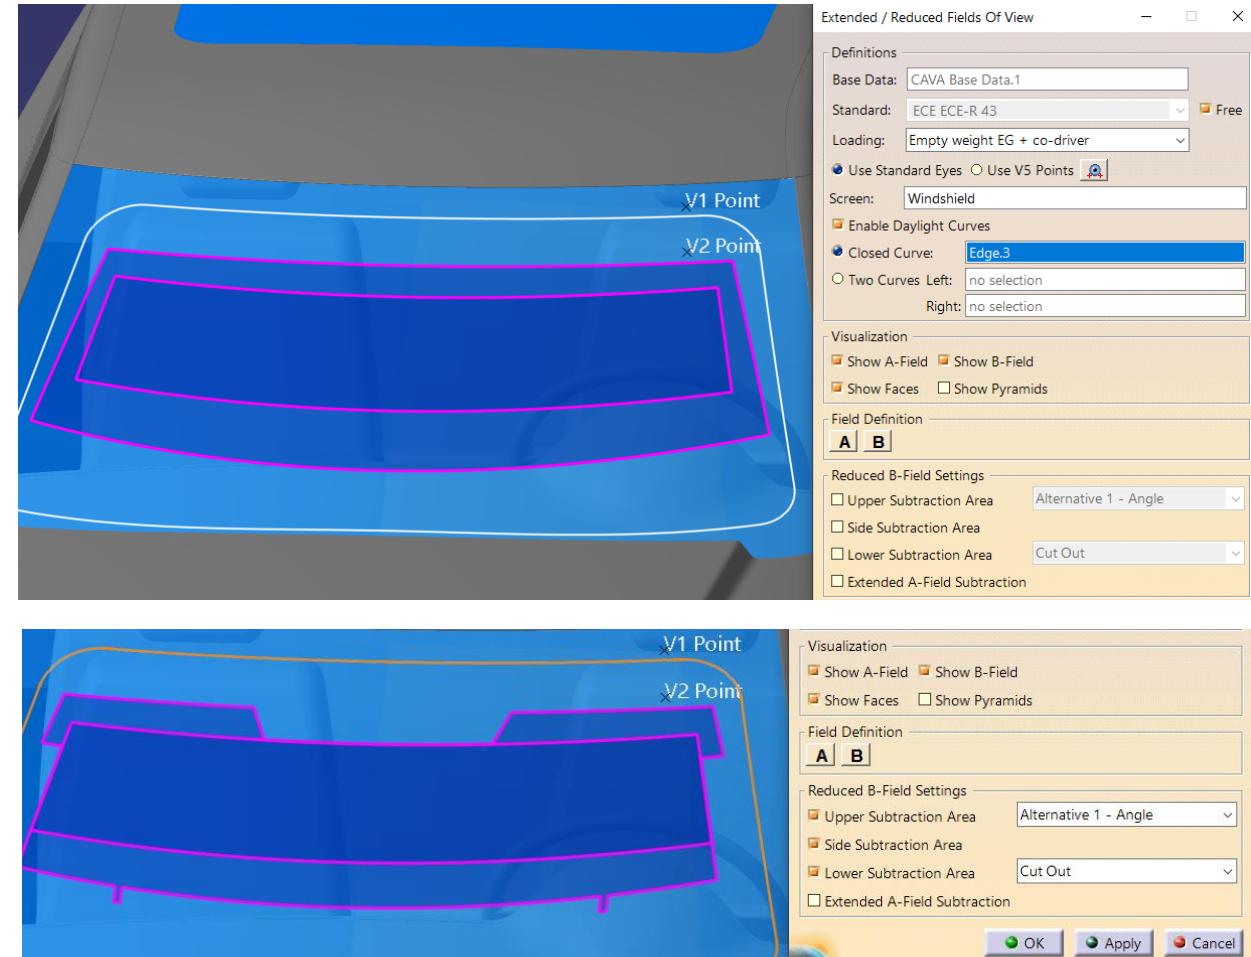 V1 Point
V2 Point
Extended / Reduced Fields Of View
Definitions
Base Data: CAVA Base Data.1
Standard: ECE ECE-R 43 Free
Loading: Empty weight EG + co-driver
Use Standard Eyes Use V5 Points
Screen: Windshield
Enable Daylight Curves
Closed Curve: Edge.3
Two Curves Left: no selection
Right: no selection
Visualization
Show A-Field Show B-Field
Show Faces Show Pyramids
Field Definition
A B
Reduced B-Field Settings
Upper Subtraction Area Alternative 1 - Angle
Side Subtraction Area
Lower Subtraction Area Cut Out
Extended A-Field Subtraction
V1 Point
V2 Point
Visualization
Show A-Field Show B-Field
Show Faces Show Pyramids
Field Definition
A B
Reduced B-Field Settings
Upper Subtraction Area Alternative 1 - Angle
Side Subtraction Area
Lower Subtraction Area Cut Out
Extended A-Field Subtraction
OK Apply Cancel